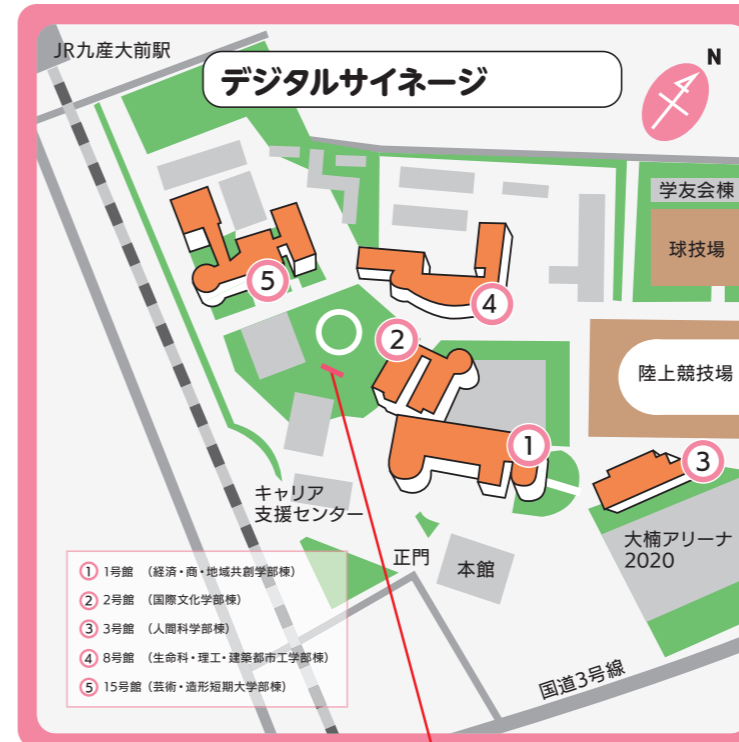 JR九産大前駅
デジタルサイネージ
N
学友会棟
球技場
⑤
④
②
陸上競技場
①
③
キャリア
支援センター
大楠アリーナ
2020
正門
本館
① 1号館 （経済・商・地域共創学部棟）
② 2号館 （国際文化学部棟）
③ 3号館 （人間科学部棟）
④ 8号館 （生命科・理工・建築都市工学部棟）
⑤ 15号館（芸術・造形短期大学部棟）
国道3号線